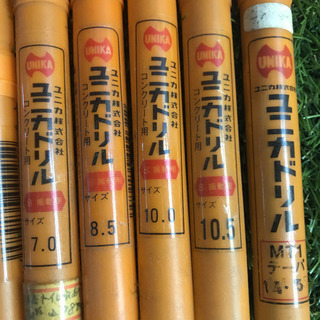 UNIKA
ユニカ株式会社
ユニカドリル
コンクリート用
サイズ
7.0
UNIKA
ユニカ株式会社
ユニカドリル
コンクリート用
サイズ
8.5
UNIKA
ユニカ株式会社
ユニカドリル
コンクリート用
サイズ
10.0
UNIKA
ユニカ株式会社
ユニカドリル
コンクリート用
サイズ
10.5
UNIKA
ユニカ株式会社
ユニカドリル
MT1
テーパ